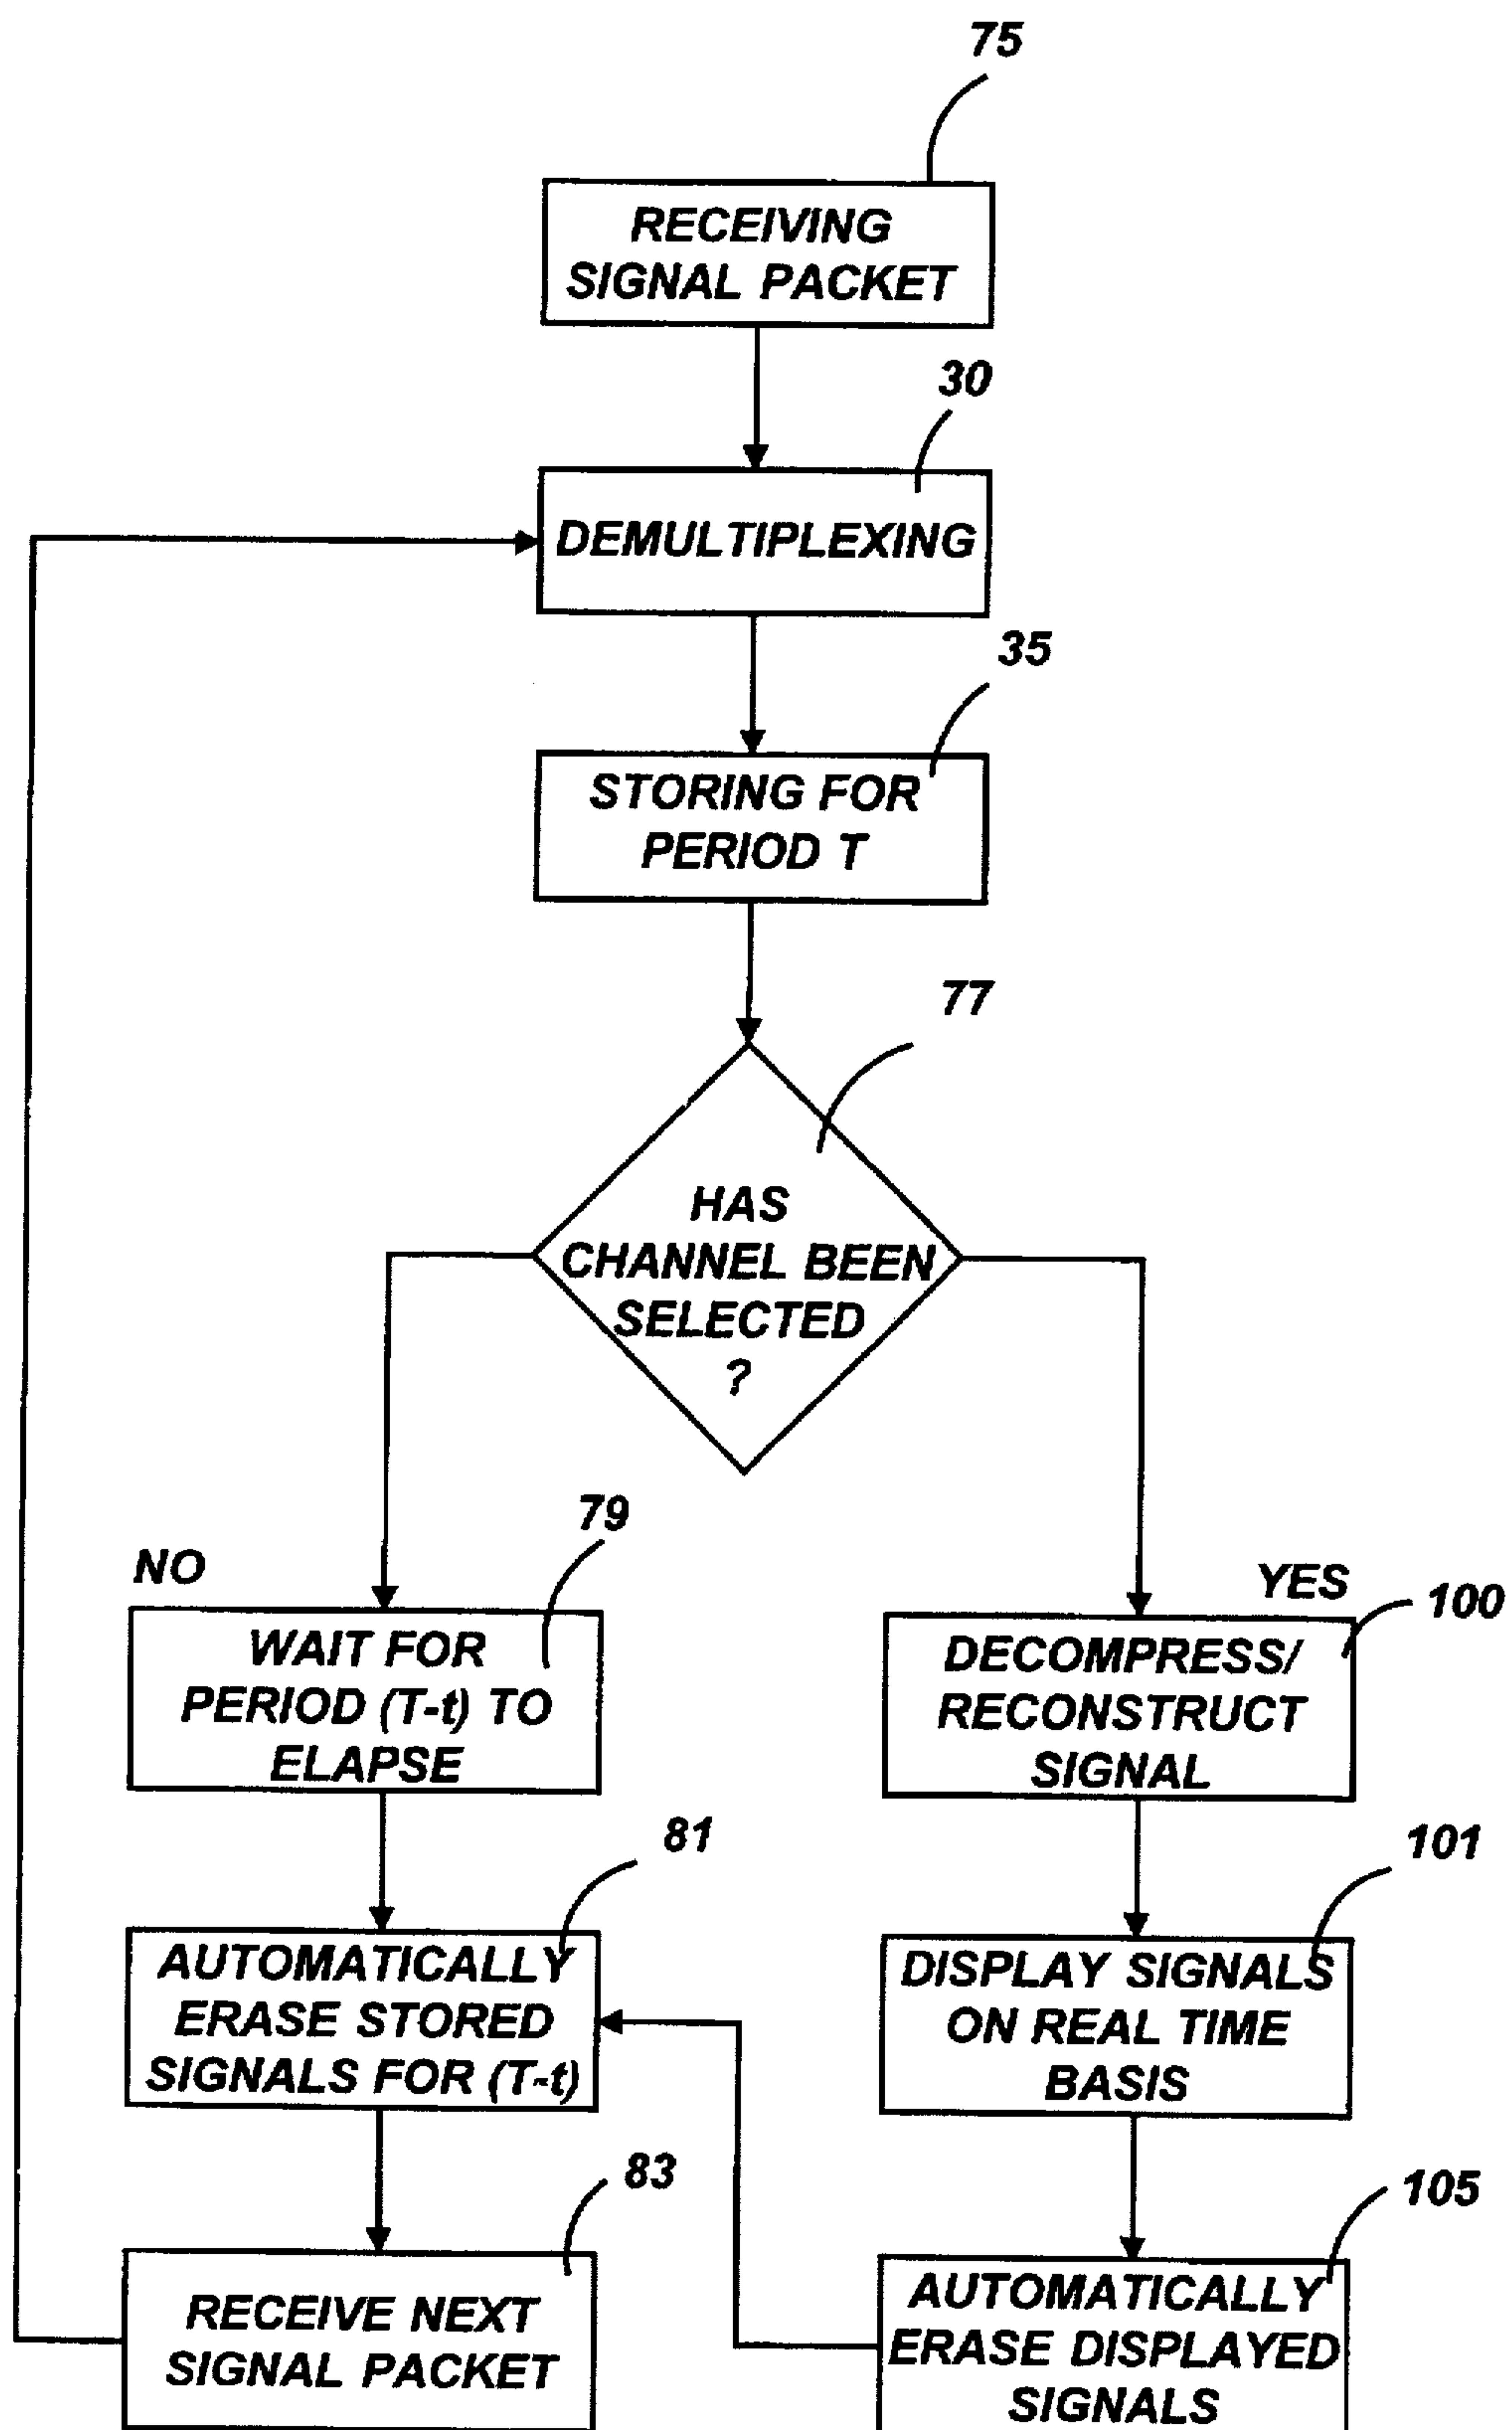 75
RECEIVING
SIGNAL PACKET
30
DEMULTIPLEXING
35
STORING FOR
PERIOD T
77
HAS
CHANNEL BEEN
SELECTED
?
79
NO
WAIT FOR
PERIOD (T-t) TO
ELAPSE
YES
100
DECOMPRESS/
RECONSTRUCT
SIGNAL
81
AUTOMATICALLY
ERASE STORED
SIGNALS FOR (T-t)
101
DISPLAY SIGNALS
ON REAL TIME
BASIS
83
RECEIVE NEXT
SIGNAL PACKET
105
AUTOMATICALLY
ERASE DISPLAYED
SIGNALS